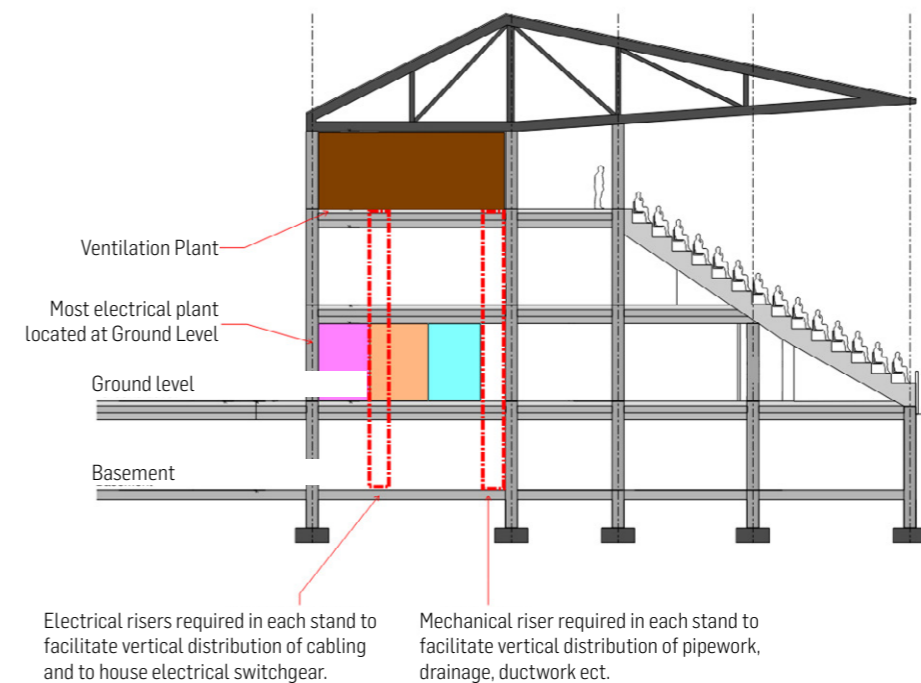 Ventilation Plant
Most electrical plant
located at Ground Level
Ground level
Basement
Electrical risers required in each stand to
facilitate vertical distribution of cabling
and to house electrical switchgear.
Mechanical riser required in each stand to
facilitate vertical distribution of pipework,
drainage, ductwork ect.